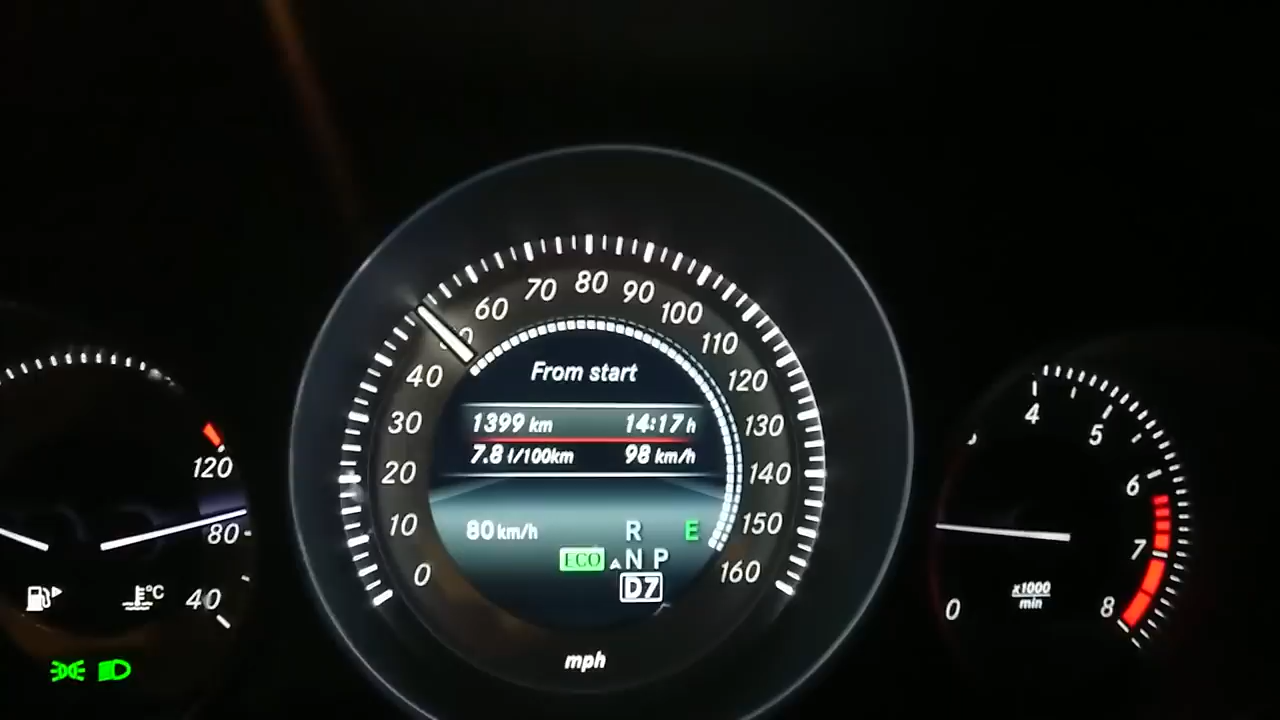 80
70
90
60
100
50
110
From start
40
120
1399 km 14:17 h
30
130
7.8 l/100km 98 km/h
20
140
10
150
80 km/h R E
ECO N P
0
160
D7
mph
120
80
°C
40
4
5
6
7
8
0
x1000
min